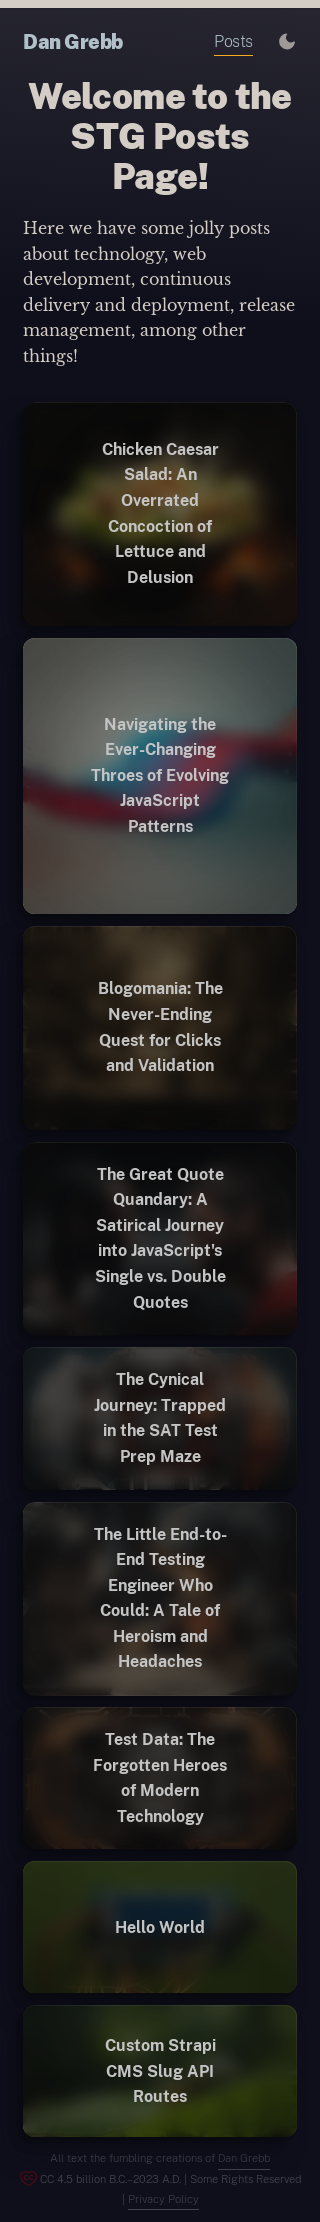 Dan Grebb
Posts
Welcome to the
STG Posts
Page!
Here we have some jolly posts
about technology, web
development, continuous
delivery and deployment, release
management, among other
things!
Chicken Caesar
Salad: An
Overrated
Concoction of
Lettuce and
Delusion
Navigating the
Ever-Changing
Throes of Evolving
JavaScript
Patterns
Blogomania: The
Never-Ending
Quest for Clicks
and Validation
The Great Quote
Quandary: A
Satirical Journey
into JavaScript's
Single vs. Double
Quotes
The Cynical
Journey: Trapped
in the SAT Test
Prep Maze
The Little End-to-
End Testing
Engineer Who
Could: A Tale of
Heroism and
Headaches
Test Data: The
Forgotten Heroes
of Modern
Technology
Hello World
Custom Strapi
CMS Slug API
Routes
All text the fumbling creations of Dan Grebb
CC 4.5 billion B.C.–2023 A.D. | Some Rights Reserved
| Privacy Policy